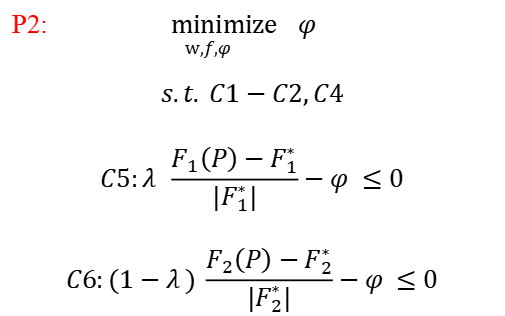 P2: minimize φ
w,f,φ
s.t. C1 − C2, C4
C5: λ (F₁(P) − F₁*) / |F₁*| − φ ≤ 0
C6: (1 − λ) (F₂(P) − F₂*) / |F₂*| − φ ≤ 0